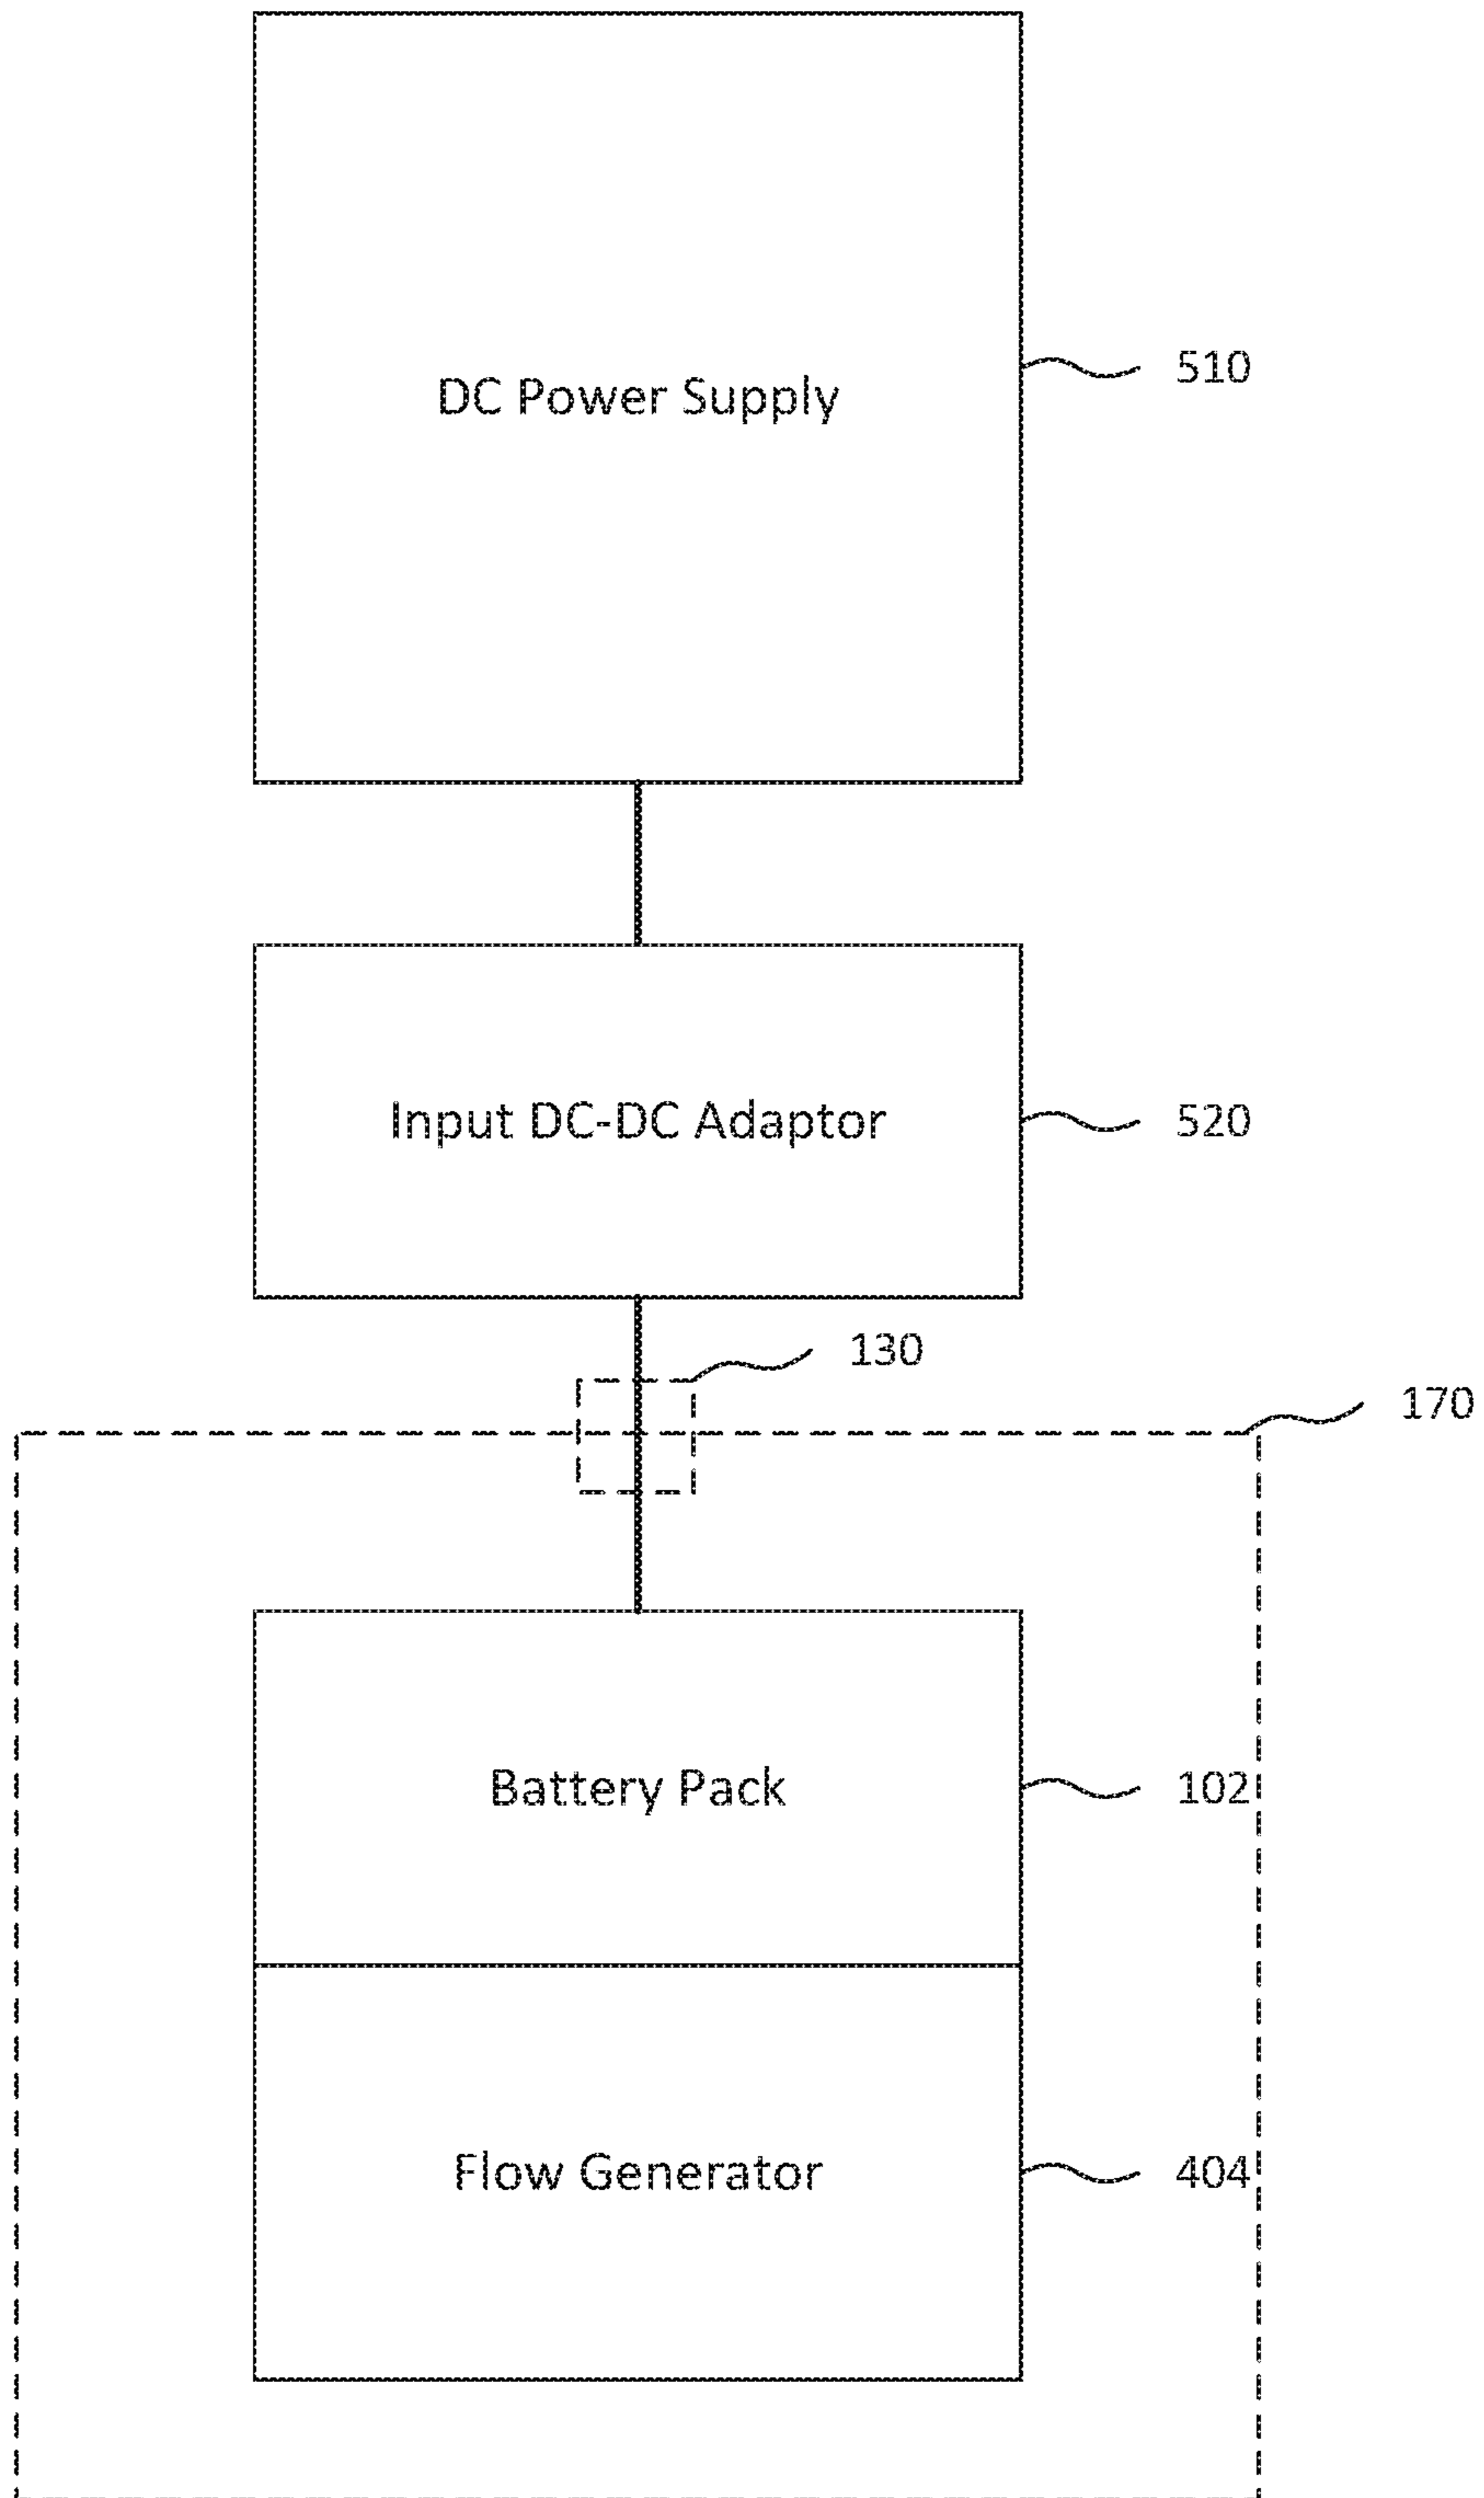 DC Power Supply
510
Input DC-DC Adaptor
520
130
170
Battery Pack
102
Flow Generator
404